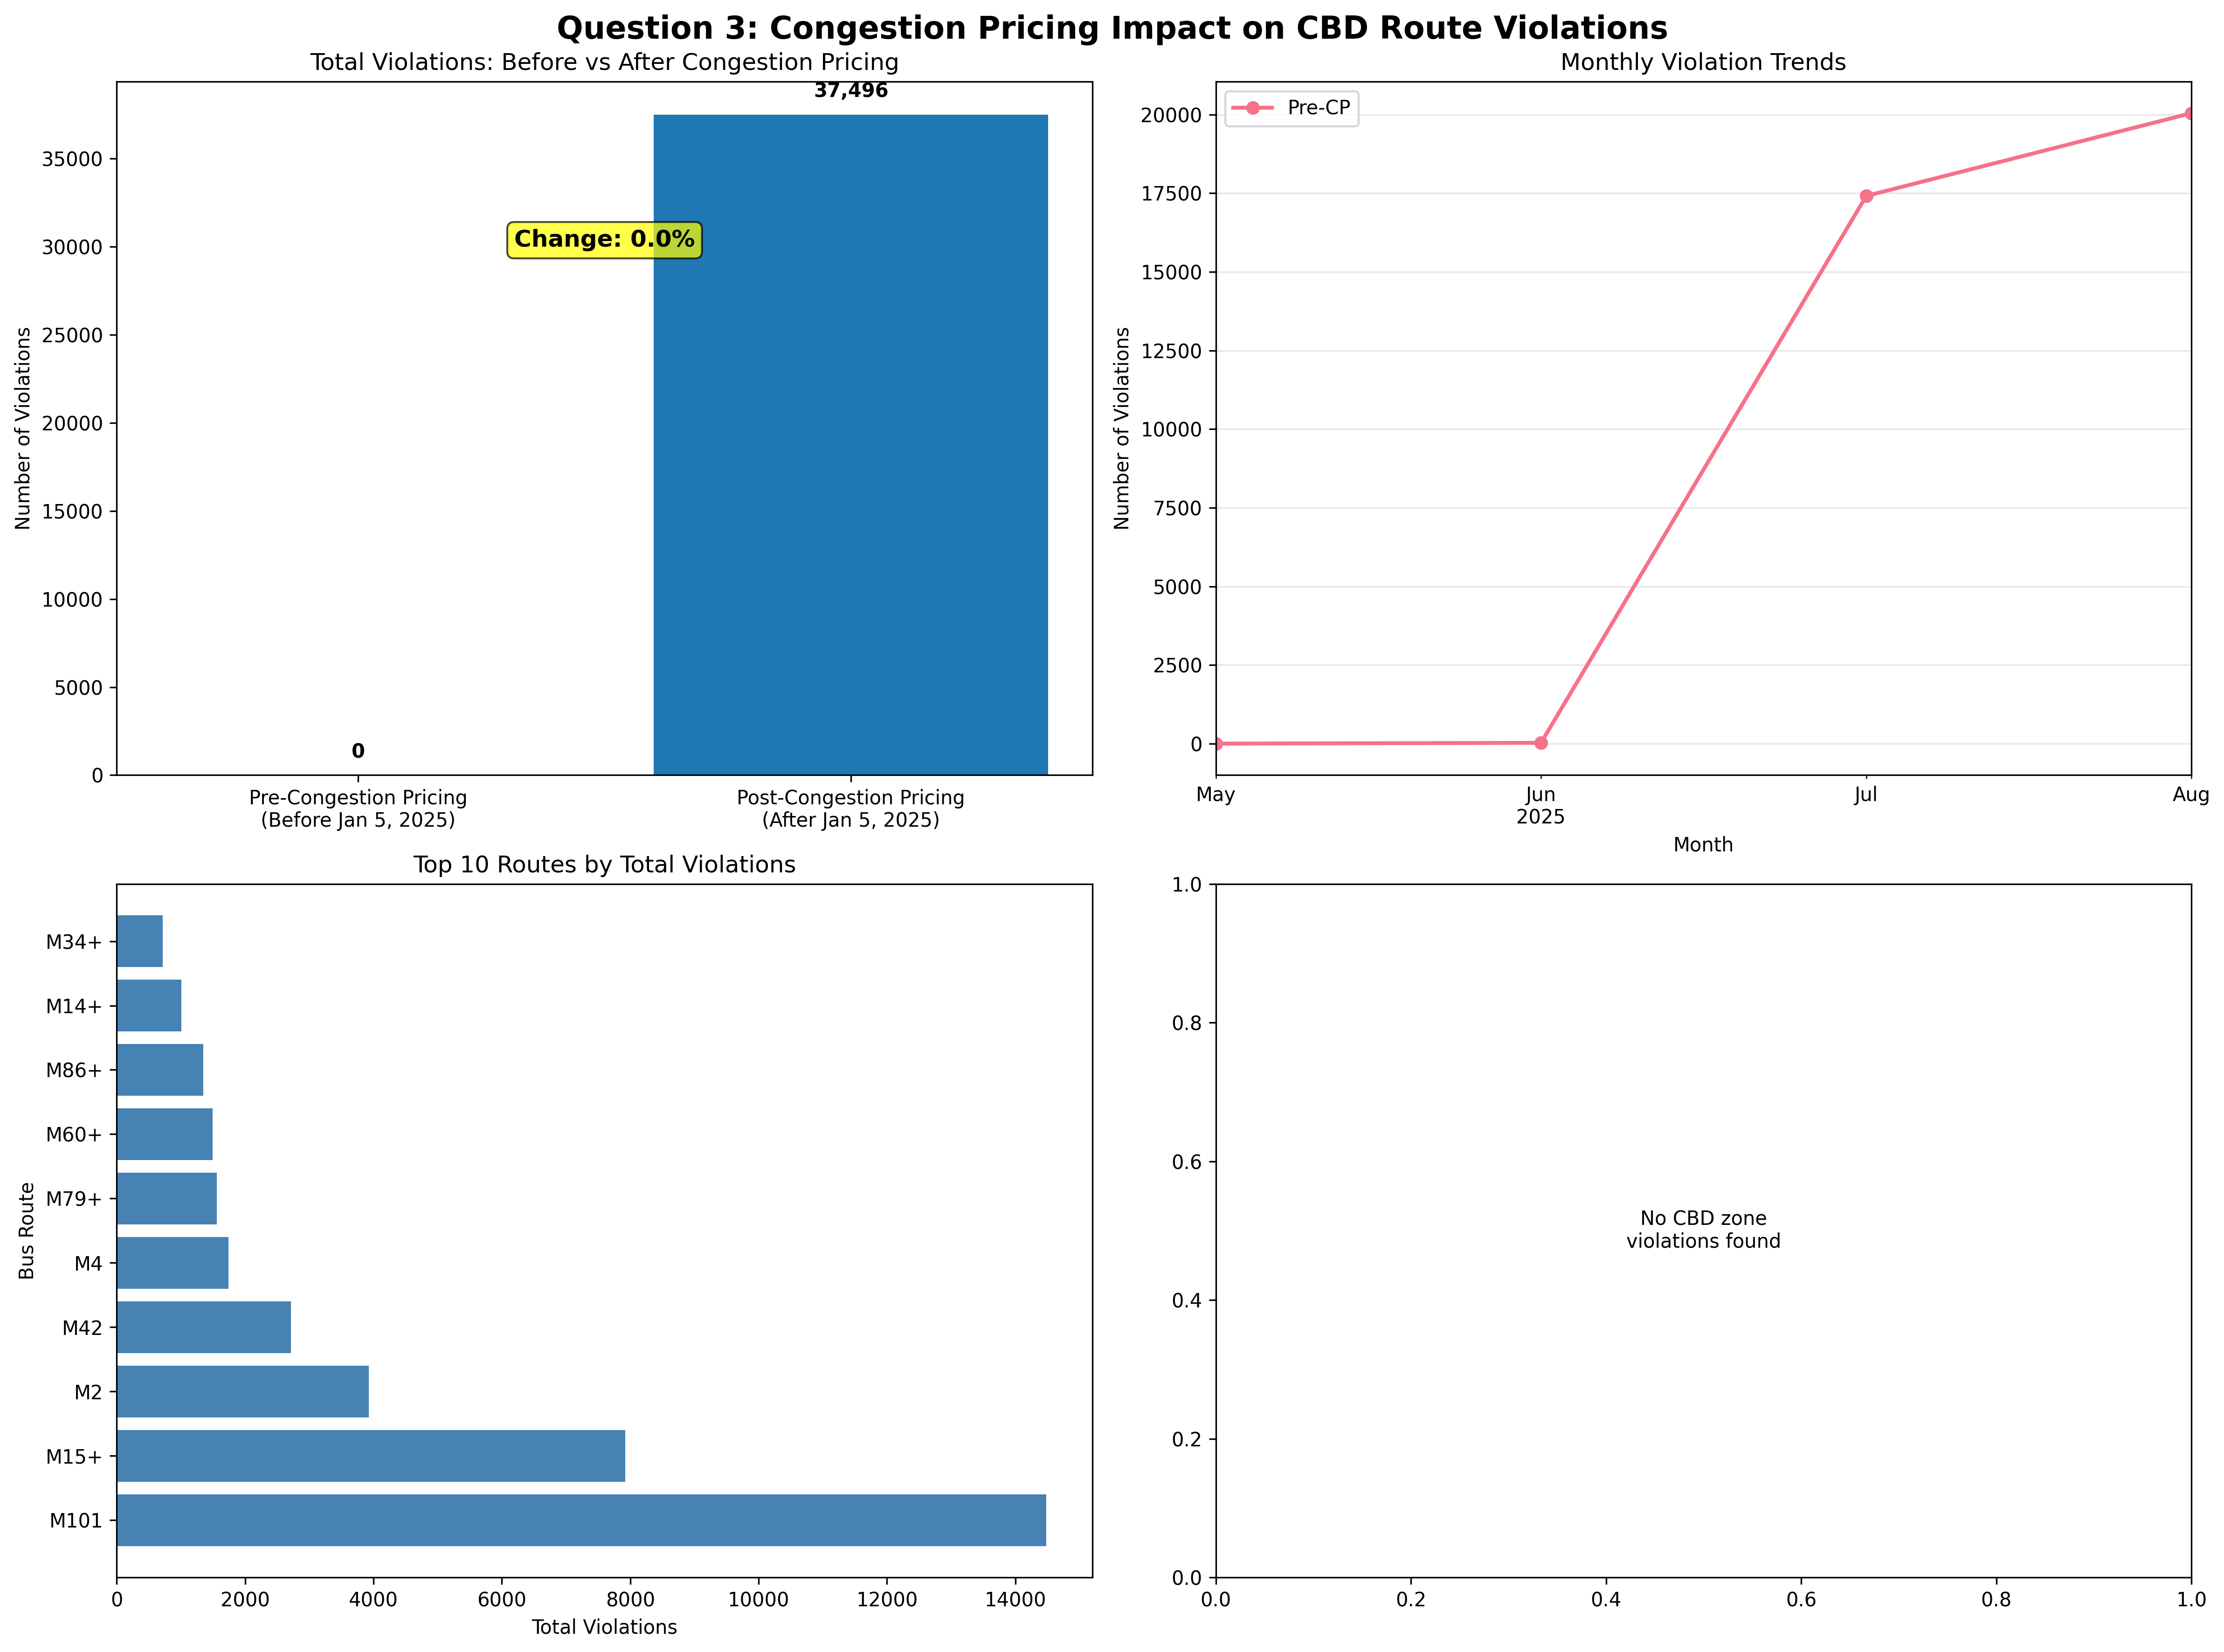 Question 3: Congestion Pricing Impact on CBD Route Violations
Total Violations: Before vs After Congestion Pricing
37,496
35000
30000
25000
20000
15000
10000
5000
0
Number of Violations
Change: 0.0%
0
Pre-Congestion Pricing
(Before Jan 5, 2025)
Post-Congestion Pricing
(After Jan 5, 2025)
Monthly Violation Trends
Pre-CP
20000
17500
15000
12500
10000
7500
5000
2500
0
Number of Violations
May
Jun
2025
Jul
Aug
Month
Top 10 Routes by Total Violations
M34+
M14+
M86+
M60+
M79+
M4
M42
M2
M15+
M101
Bus Route
0
2000
4000
6000
8000
10000
12000
14000
Total Violations
1.0
0.8
0.6
0.4
0.2
0.0
No CBD zone
violations found
0.0
0.2
0.4
0.6
0.8
1.0